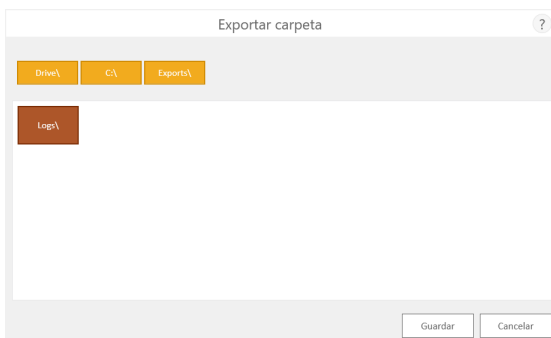 Exportar carpeta ?
Drive\ C:\ Exports\
Logs\
Guardar Cancelar